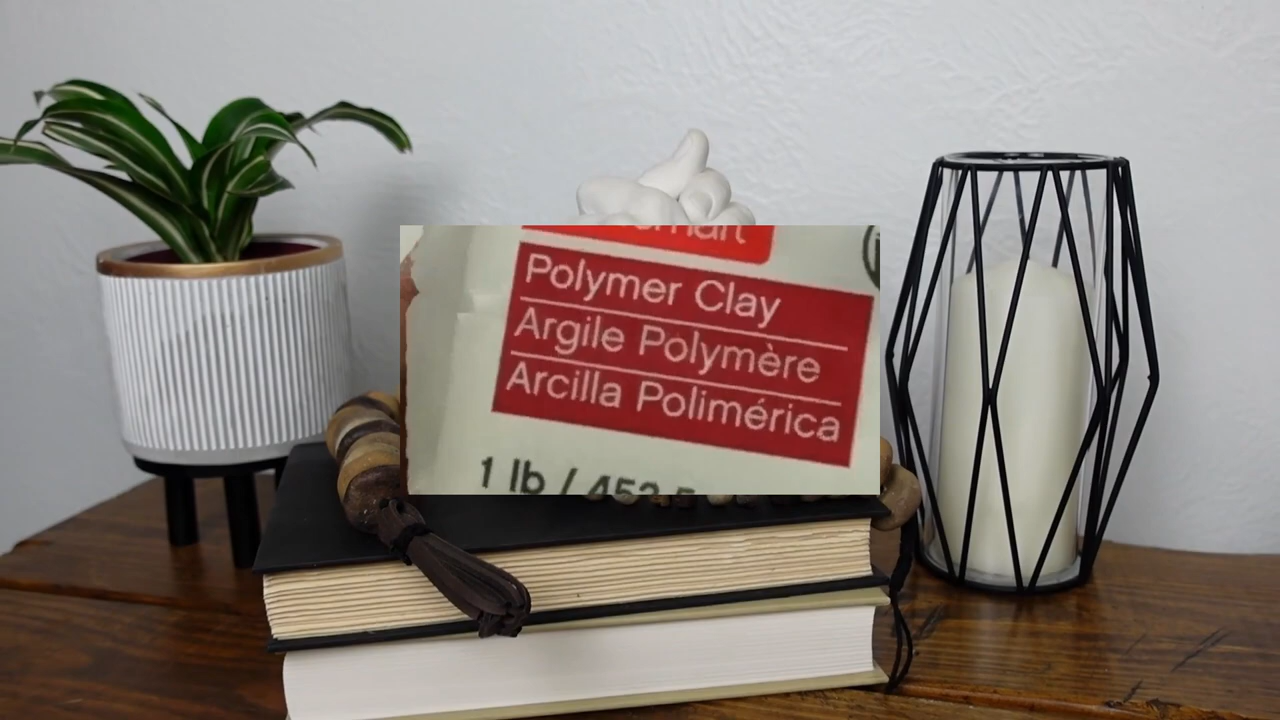 Polymer Clay
Argile Polymère
Arcilla Polimérica
1 lb /